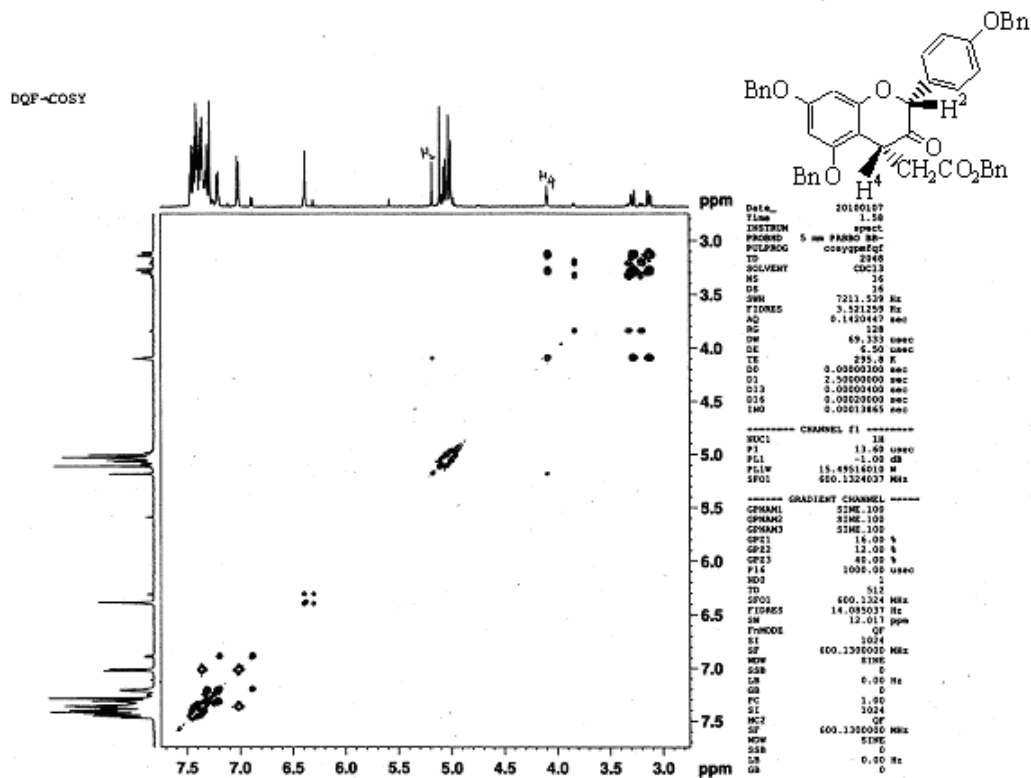 DQF-COSY
OBn
BnO
O
H2
O
OBn
H4
CH2CO2Bn
H2
H4
ppm
3.0
3.5
4.0
4.5
5.0
5.5
6.0
6.5
7.0
7.5
7.5 7.0 6.5 6.0 5.5 5.0 4.5 4.0 3.5 3.0 ppm
Date_ 20100107
Time 1.58
INSTRUM spect
PROBHD 5 mm PABBO BB-
PULPROG cosygpmfqf
TD 2048
SOLVENT CDCl3
NS 16
DS 16
SWH 7211.539 Hz
FIDRES 3.521259 Hz
AQ 0.1420447 sec
RG 128
DW 69.333 usec
DE 6.50 usec
TE 295.8 K
D0 0.00000300 sec
D1 2.50000000 sec
D13 0.00000400 sec
D16 0.00020000 sec
IN0 0.00013865 sec
======== CHANNEL f1 ========
NUC1 1H
P1 13.60 usec
PL1 -1.00 dB
PL1W 15.49516010 W
SFO1 600.1324037 MHz
====== GRADIENT CHANNEL =====
GPNAM1 SINE.100
GPNAM2 SINE.100
GPNAM3 SINE.100
GPZ1 16.00 %
GPZ2 12.00 %
GPZ3 40.00 %
P16 1000.00 usec
ND0 1
TD 512
SFO1 600.1324 MHz
FIDRES 14.085037 Hz
SW 12.017 ppm
FnMODE QF
SI 1024
SF 600.1300000 MHz
WDW SINE
SSB 0
LB 0.00 Hz
GB 0
PC 1.00
SI 1024
MC2 QF
SF 600.1300000 MHz
WDW SINE
SSB 0
LB 0.00 Hz
GB 0